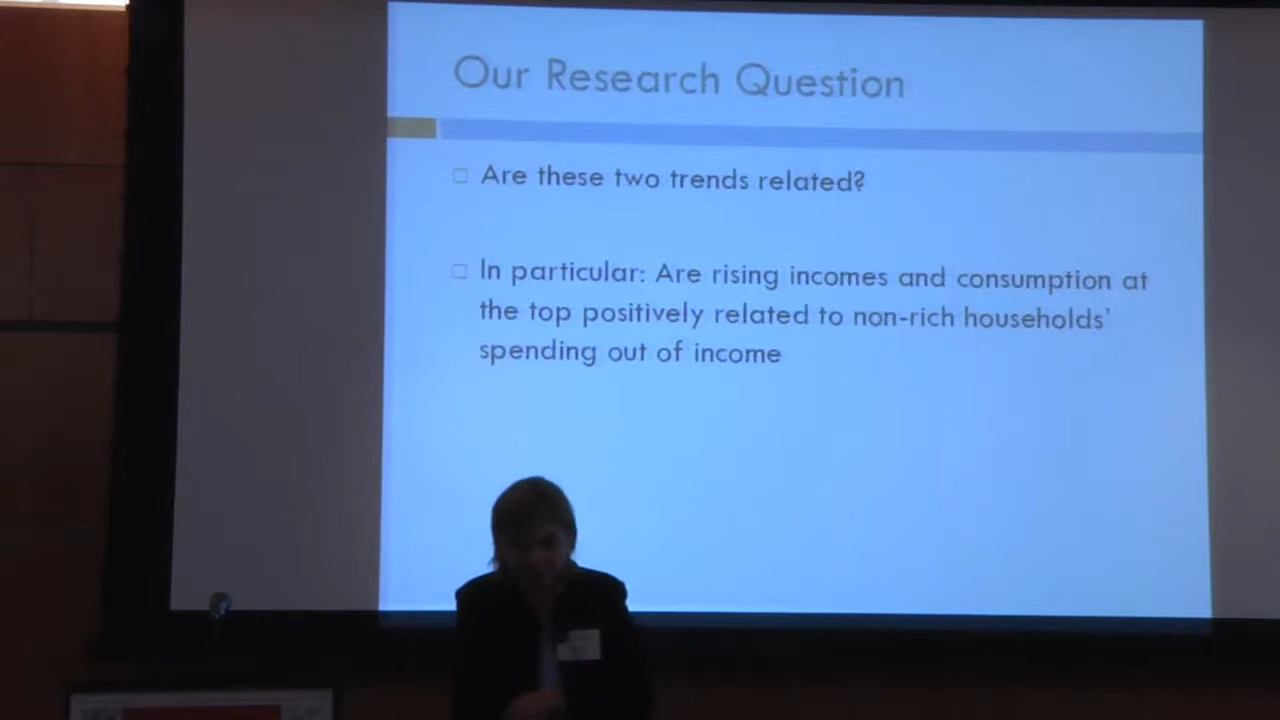 Our Research Question
Are these two trends related?
In particular: Are rising incomes and consumption at
the top positively related to non-rich households'
spending out of income